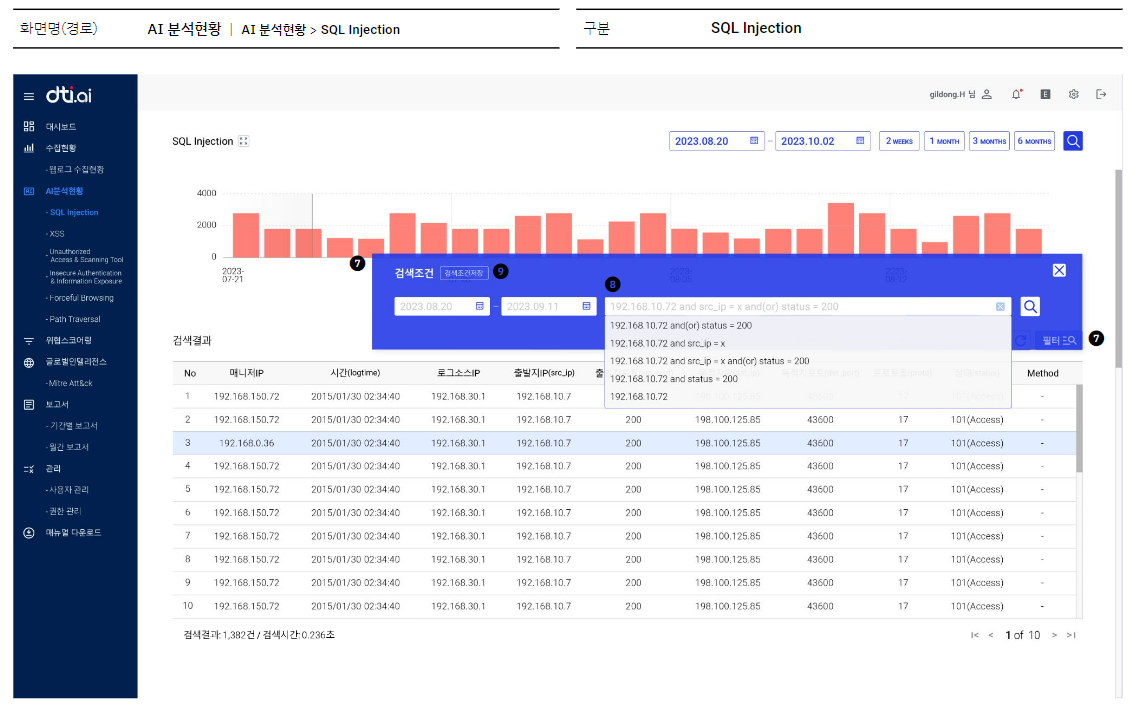 화면명(경로) AI 분석현황 | AI 분석현황 > SQL Injection
구분 SQL Injection
dti.ai
gildong.H 님
E
대시보드
수집현황
-웹로그 수집현황
AI분석현황
- SQL Injection
- XSS
- Unauthorized
Access & Scanning Tool
- Insecure Authentication
& Information Exposure
- Forceful Browsing
- Path Traversal
위협스코어링
글로벌인텔리전스
-Mitre Att&ck
보고서
- 기간별 보고서
-월간 보고서
관리
-사용자 관리
-권한 관리
매뉴얼 다운로드
SQL Injection
2023.08.20 – 2023.10.02 2 WEEKS 1 MONTH 3 MONTHS 6 MONTHS
4000
2000
0
2023-
07-21
7
검색조건 검색조건저장 9
8
2023.08.20 – 2023.09.11 192.168.10.72 and src_ip = x and(or) status = 200
192.168.10.72 and(or) status = 200
192.168.10.72 and src_ip = x
192.168.10.72 and src_ip = x and(or) status = 200
192.168.10.72 and status = 200
192.168.10.72
검색결과
필터 7
No 매니저IP 시간(logtime) 로그소스IP 출발지IP(src_ip) Method
1 192.168.150.72 2015/01/30 02:34:40 192.168.30.1 192.168.10.7 -
2 192.168.150.72 2015/01/30 02:34:40 192.168.30.1 192.168.10.7 200 198.100.125.85 43600 17 101(Access) -
3 192.168.0.36 2015/01/30 02:34:40 192.168.30.1 192.168.10.7 200 198.100.125.85 43600 17 101(Access) -
4 192.168.150.72 2015/01/30 02:34:40 192.168.30.1 192.168.10.7 200 198.100.125.85 43600 17 101(Access) -
5 192.168.150.72 2015/01/30 02:34:40 192.168.30.1 192.168.10.7 200 198.100.125.85 43600 17 101(Access) -
6 192.168.150.72 2015/01/30 02:34:40 192.168.30.1 192.168.10.7 200 198.100.125.85 43600 17 101(Access) -
7 192.168.150.72 2015/01/30 02:34:40 192.168.30.1 192.168.10.7 200 198.100.125.85 43600 17 101(Access) -
8 192.168.150.72 2015/01/30 02:34:40 192.168.30.1 192.168.10.7 200 198.100.125.85 43600 17 101(Access) -
9 192.168.150.72 2015/01/30 02:34:40 192.168.30.1 192.168.10.7 200 198.100.125.85 43600 17 101(Access) -
10 192.168.150.72 2015/01/30 02:34:40 192.168.30.1 192.168.10.7 200 198.100.125.85 43600 17 101(Access) -
검색결과: 1,382건 / 검색시간: 0.236초
|< < 1 of 10 > >|